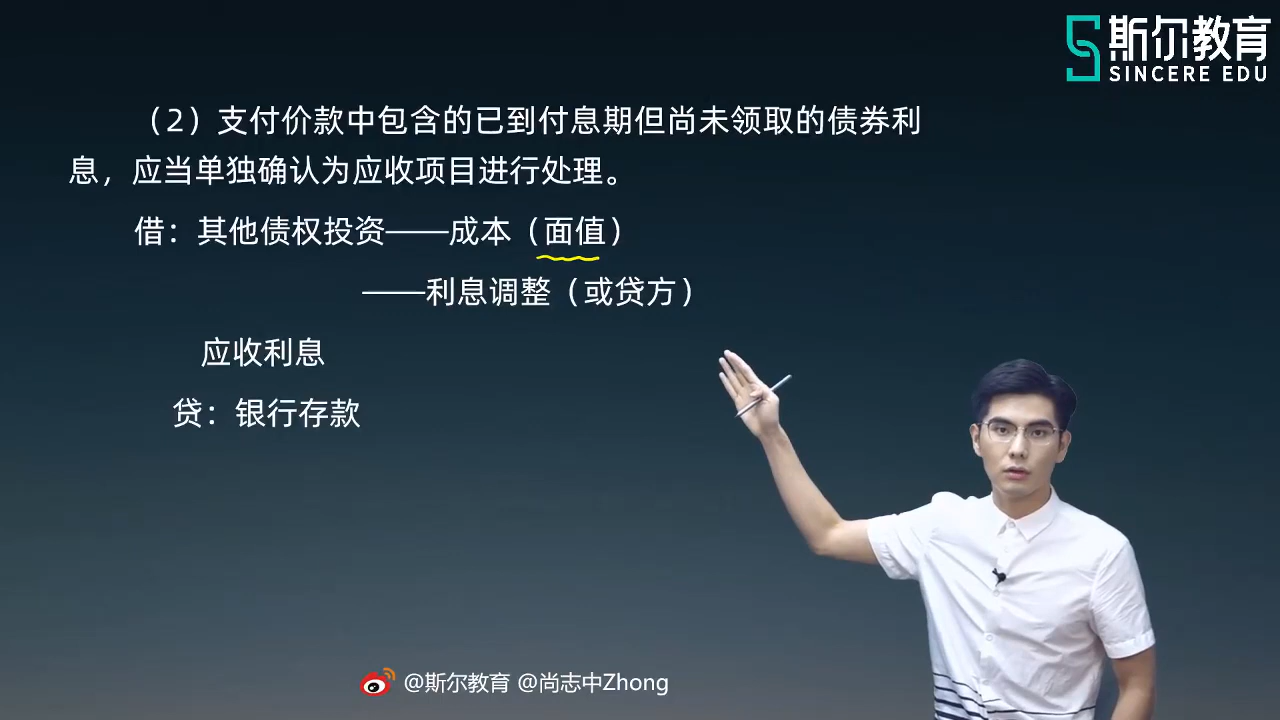 斯尔教育
SINCERE EDU
（2）支付价款中包含的已到付息期但尚未领取的债券利
息，应当单独确认为应收项目进行处理。
借：其他债权投资——成本（面值）
——利息调整（或贷方）
应收利息
贷：银行存款
@斯尔教育 @尚志中Zhong